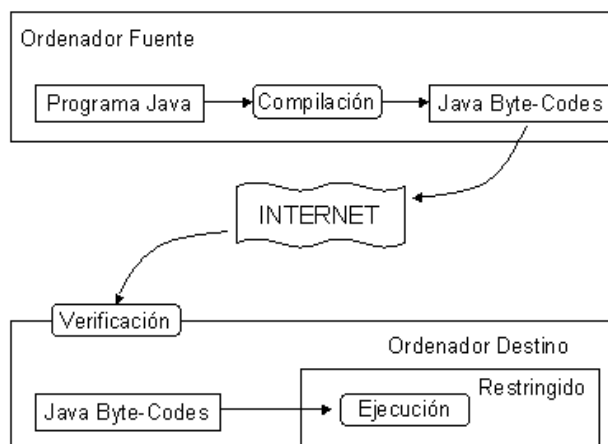 Ordenador Fuente
Programa Java
Compilación
Java Byte-Codes
INTERNET
Verificación
Ordenador Destino
Restringido
Java Byte-Codes
Ejecución